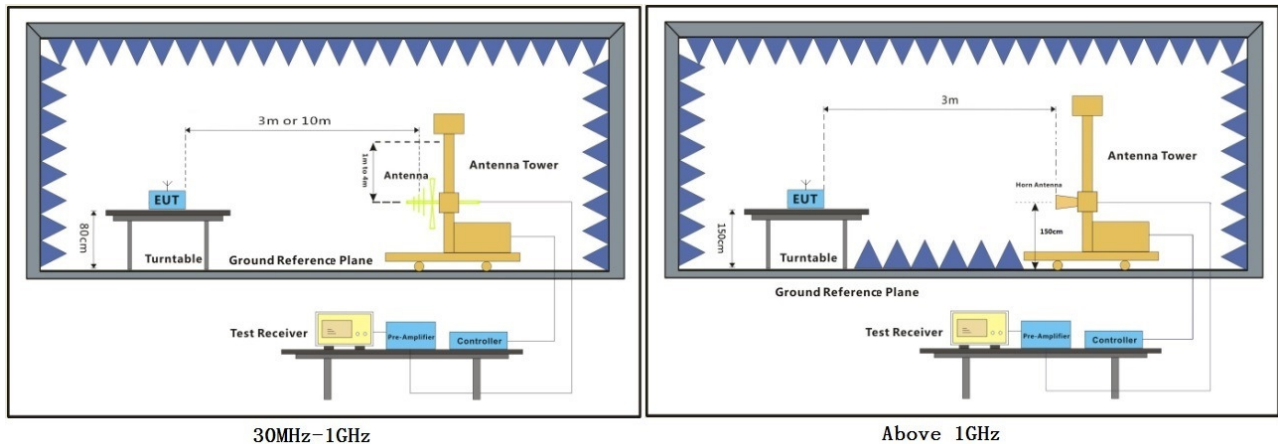 3m or 10m
1m to 4m
Antenna Tower
Antenna
EUT
80cm
Turntable
Ground Reference Plane
Test Receiver
Pre-Amplifier
Controller
30MHz-1GHz
3m
Antenna Tower
Horn Antenna
EUT
150cm
150cm
Turntable
Ground Reference Plane
Test Receiver
Pre-Amplifier
Controller
Above 1GHz